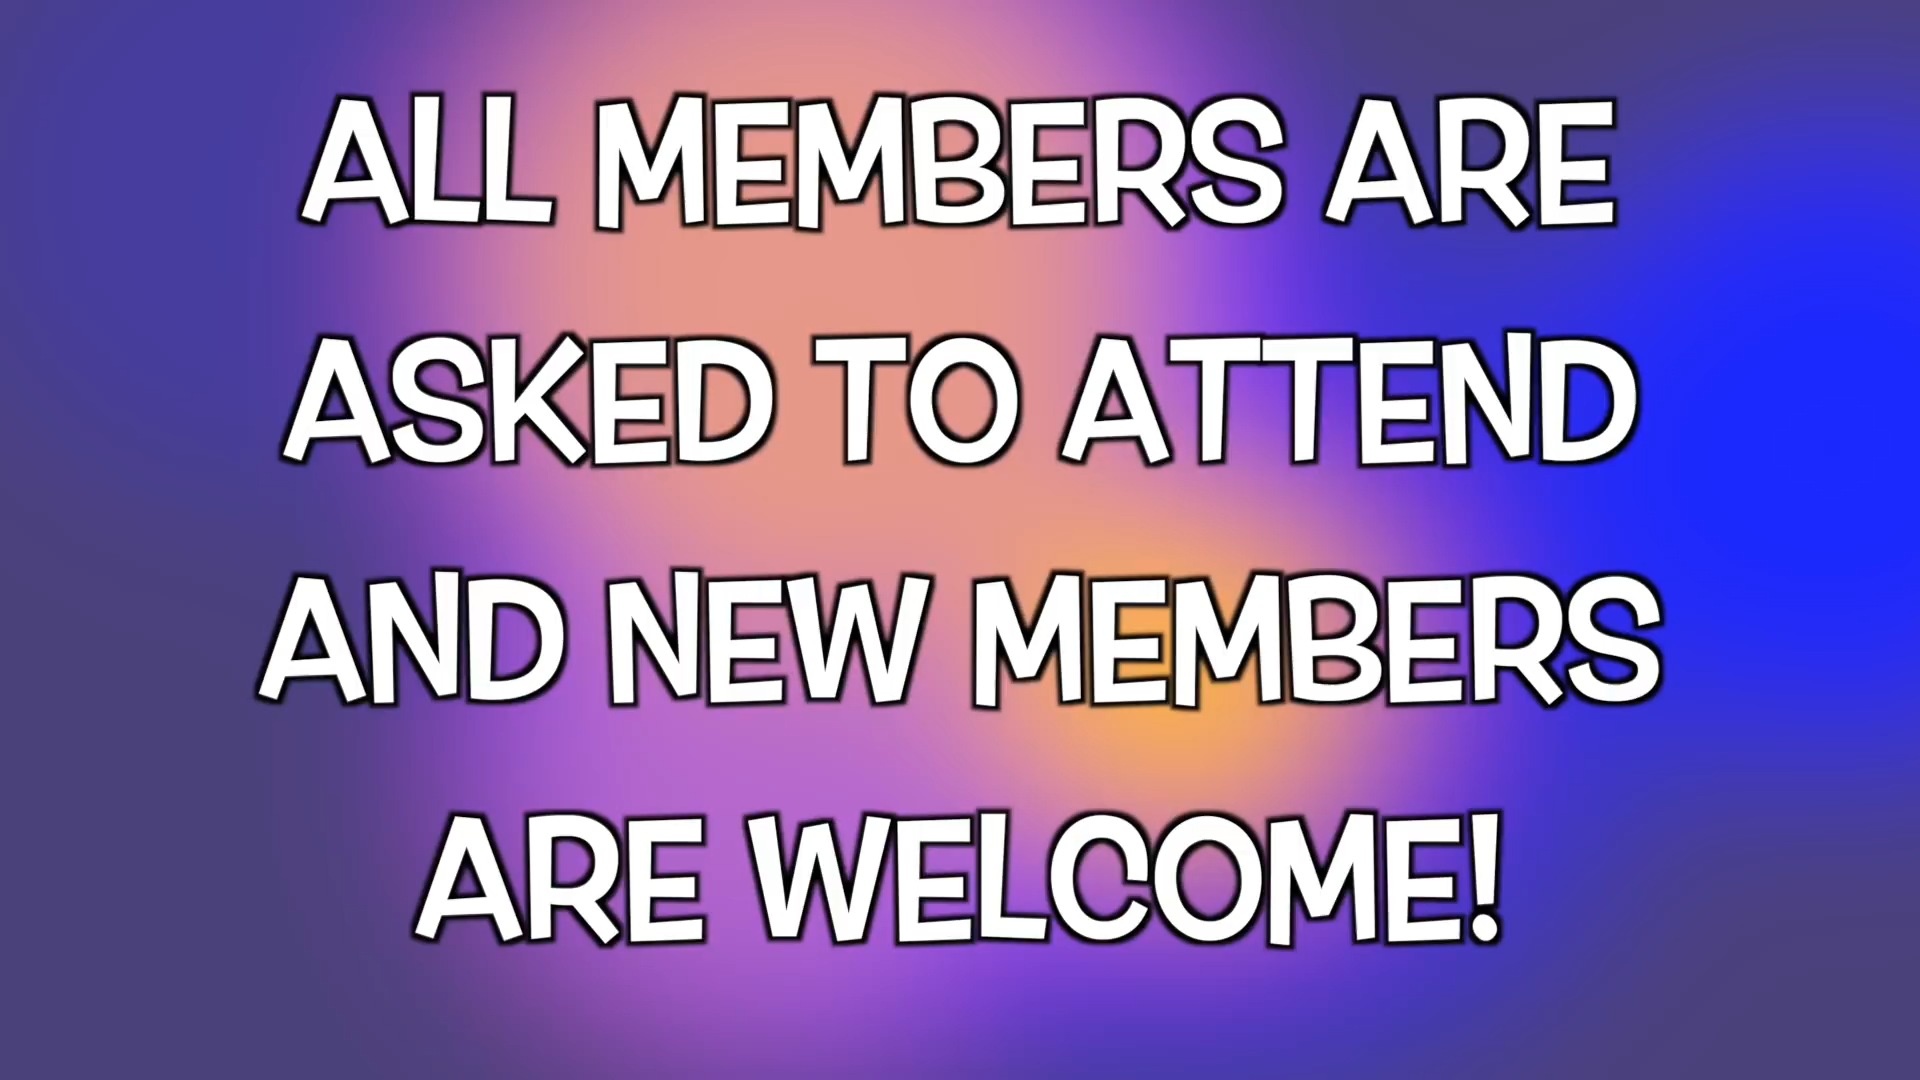 ALL MEMBERS ARE
ASKED TO ATTEND
AND NEW MEMBERS
ARE WELCOME!